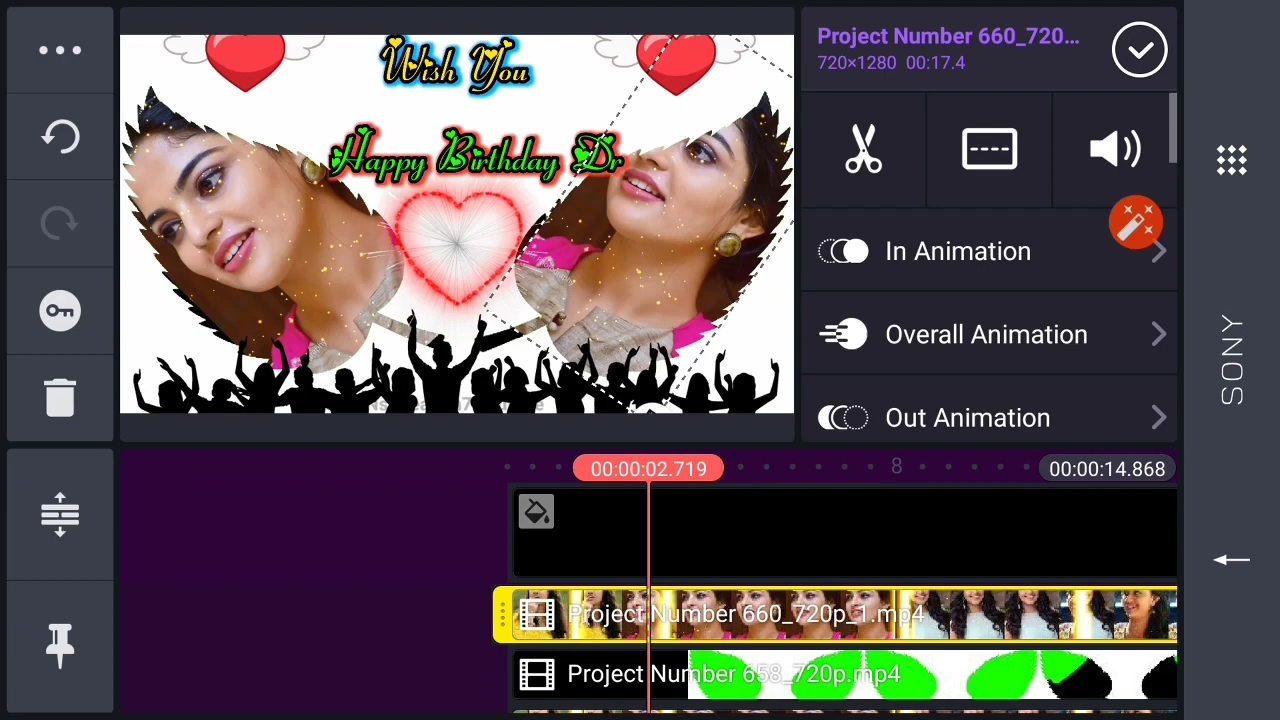 Project Number 660_720...
720×1280 00:17.4
Wish You
Happy Birthday Dr
In Animation
Overall Animation
Out Animation
SONY
00:00:02.719
8
00:00:14.868
Project Number 660_720p_1.mp4
Project Number 658_720p.mp4